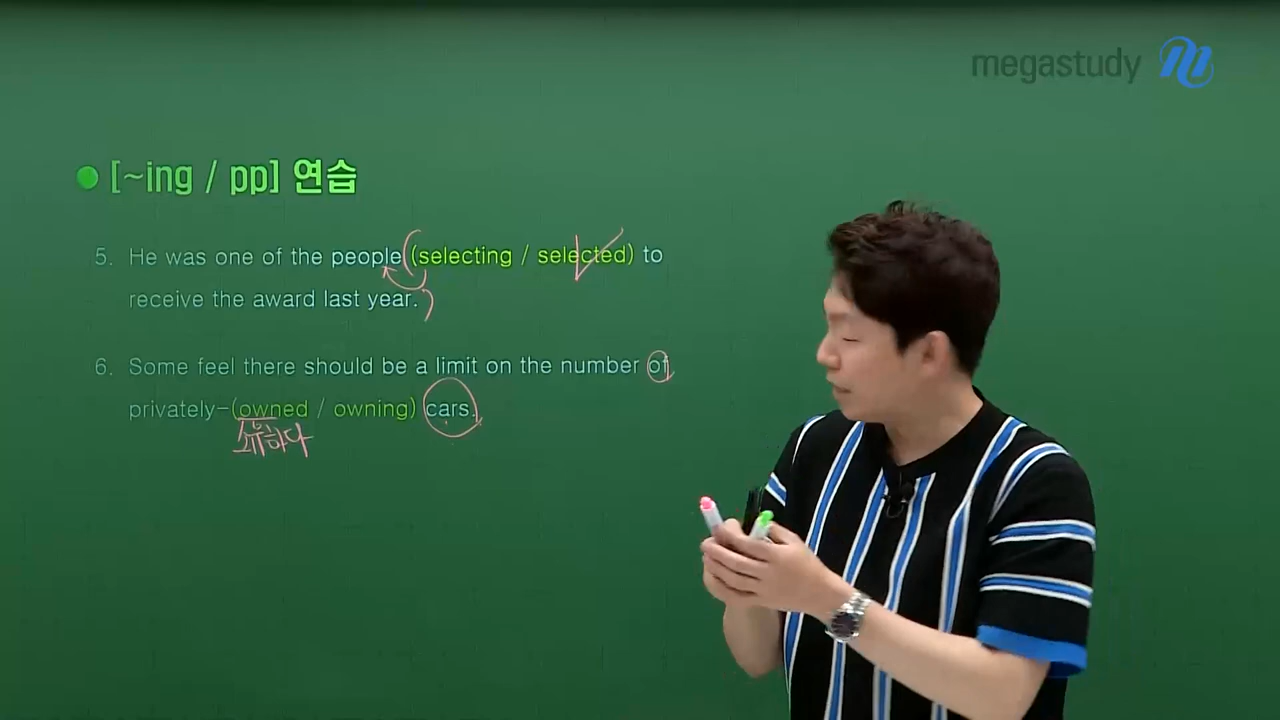 megastudy
[~ing / pp] 연습
5. He was one of the people (selecting / selected) to
receive the award last year.
6. Some feel there should be a limit on the number of
privately-(owned / owning) cars.
소유하다